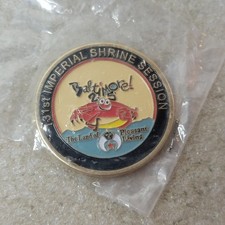 131st IMPERIAL SHRINE SESSION
Baltimore!
The Land of Pleasant Living